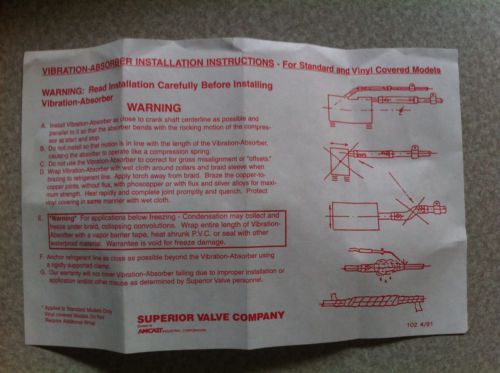 VIBRATION-ABSORBER INSTALLATION INSTRUCTIONS - For Standard and Vinyl Covered Models
WARNING: Read Installation Carefully Before Installing
Vibration-Absorber
WARNING
A. Install Vibration-Absorber as close to crank shaft centerline as possible and
parallel to it so that the absorber bends with the rocking motion of the compres-
sor at start and stop.
B. Do not install so that motion is in line with the length of the Vibration-Absorber,
causing the absorber to operate like a compression spring.
C. Do not use the Vibration-Absorber to correct for gross misalignment or "offsets."
D. Wrap Vibration-Absorber with wet cloth around collars and braid sleeve when
brazing to refrigerant line. Apply torch away from braid. Braze the copper-to-
copper joints, without flux, with phoscopper or with flux and silver alloys for maxi-
mum strength. Heat rapidly and complete joint promptly and quench. Protect
vinyl covering in same manner with wet cloth.
E. "Warning" For applications below freezing - Condensation may collect and
freeze under braid, collapsing convolutions. Wrap entire length of Vibration-
Absorber with a vapor barrier tape, heat shrunk P.V.C. or seal with other
waterproof material. Warrantee is void for freeze damage.
F. Anchor refrigerant line as close as possible beyond the Vibration-Absorber using
a rigidly supported clamp.
G. Our warranty will not cover Vibration-Absorber failing due to improper installation or
application and/or other misuse as determined by Superior Valve personnel.
* Applies to Standard Models Only
Vinyl covered Models Do Not
Require Additional Wrap
SUPERIOR VALVE COMPANY
Division of
AMCAST INDUSTRIAL CORPORATION
102 4/91